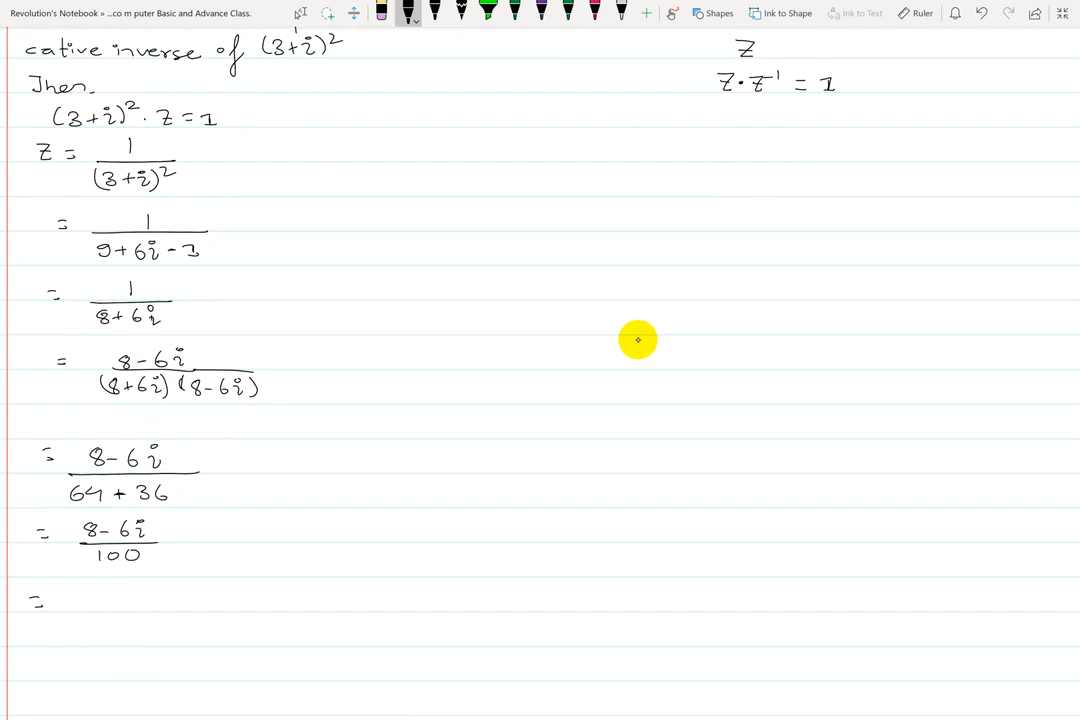 Revolution's Notebook » ...co m puter Basic and Advance Class.
Shapes
Ink to Shape
Ink to Text
Ruler
cative inverse of (3+i)²
Then.
(3+i)² . Z = 1
Z = 1 / (3+i)²
= 1 / 9+6i-1
= 1 / 8+6i
= 8-6i / (8+6i) (8-6i)
= 8-6i / 64+36
= 8-6i / 100
=
Z
Z • Z⁻¹ = 1